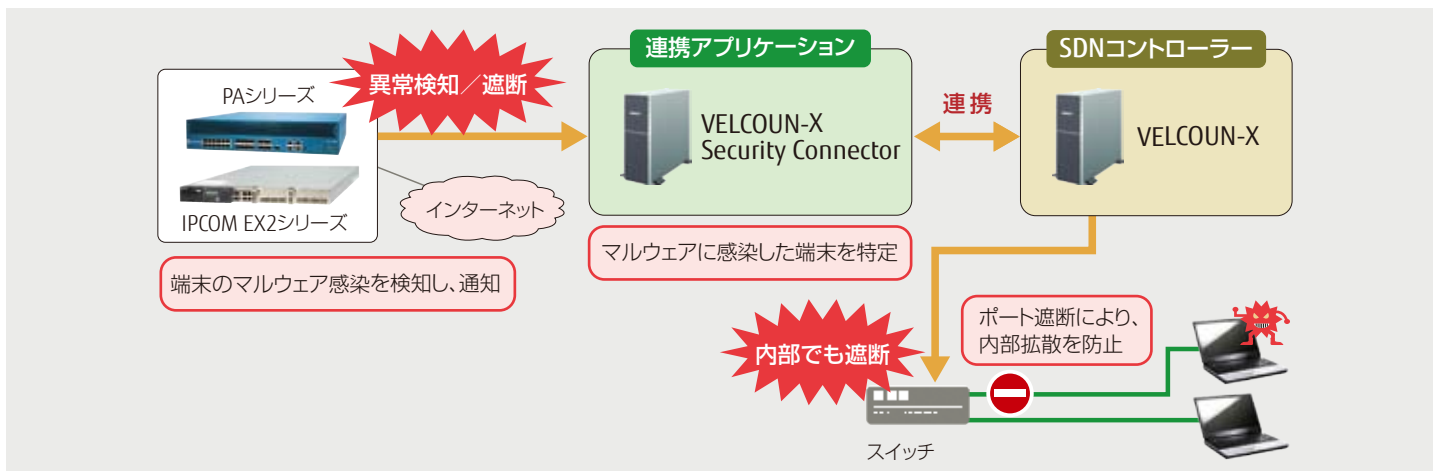 PAシリーズ
IPCOM EX2シリーズ
異常検知／遮断
インターネット
端末のマルウェア感染を検知し、通知
連携アプリケーション
VELCOUN-X
Security Connector
マルウェアに感染した端末を特定
連携
SDNコントローラー
VELCOUN-X
内部でも遮断
ポート遮断により、
内部拡散を防止
スイッチ